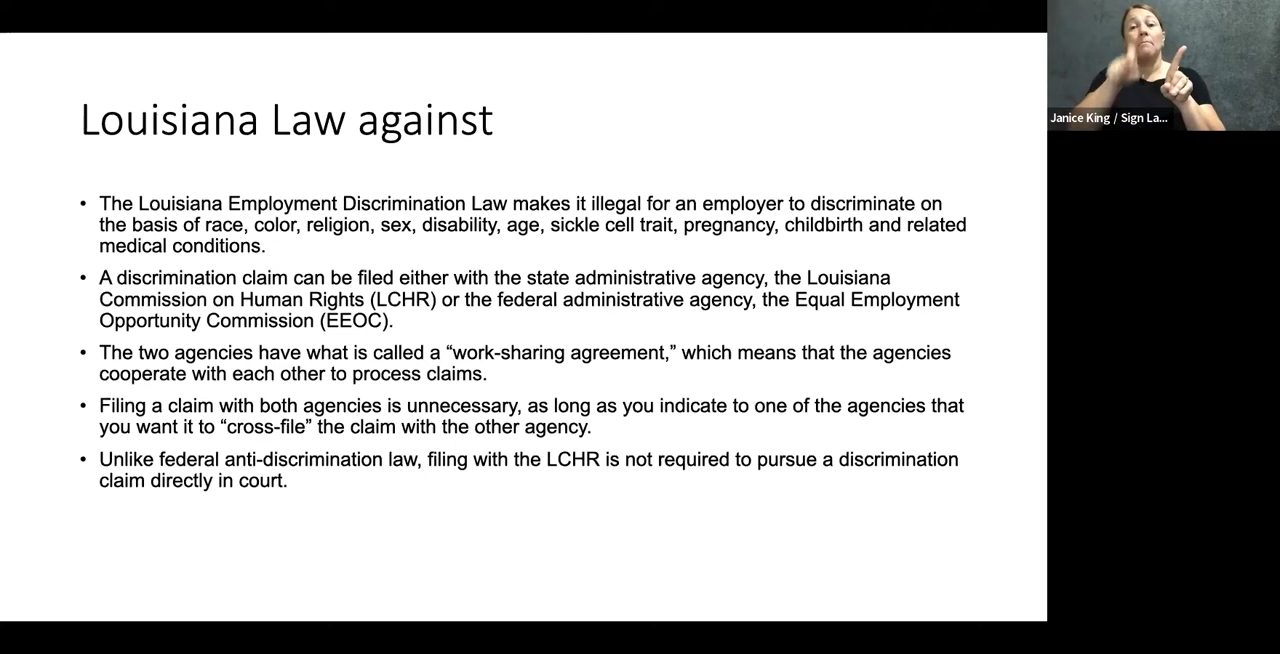 Louisiana Law against
• The Louisiana Employment Discrimination Law makes it illegal for an employer to discriminate on
the basis of race, color, religion, sex, disability, age, sickle cell trait, pregnancy, childbirth and related
medical conditions.
• A discrimination claim can be filed either with the state administrative agency, the Louisiana
Commission on Human Rights (LCHR) or the federal administrative agency, the Equal Employment
Opportunity Commission (EEOC).
• The two agencies have what is called a “work-sharing agreement,” which means that the agencies
cooperate with each other to process claims.
• Filing a claim with both agencies is unnecessary, as long as you indicate to one of the agencies that
you want it to “cross-file” the claim with the other agency.
• Unlike federal anti-discrimination law, filing with the LCHR is not required to pursue a discrimination
claim directly in court.
Janice King / Sign La...